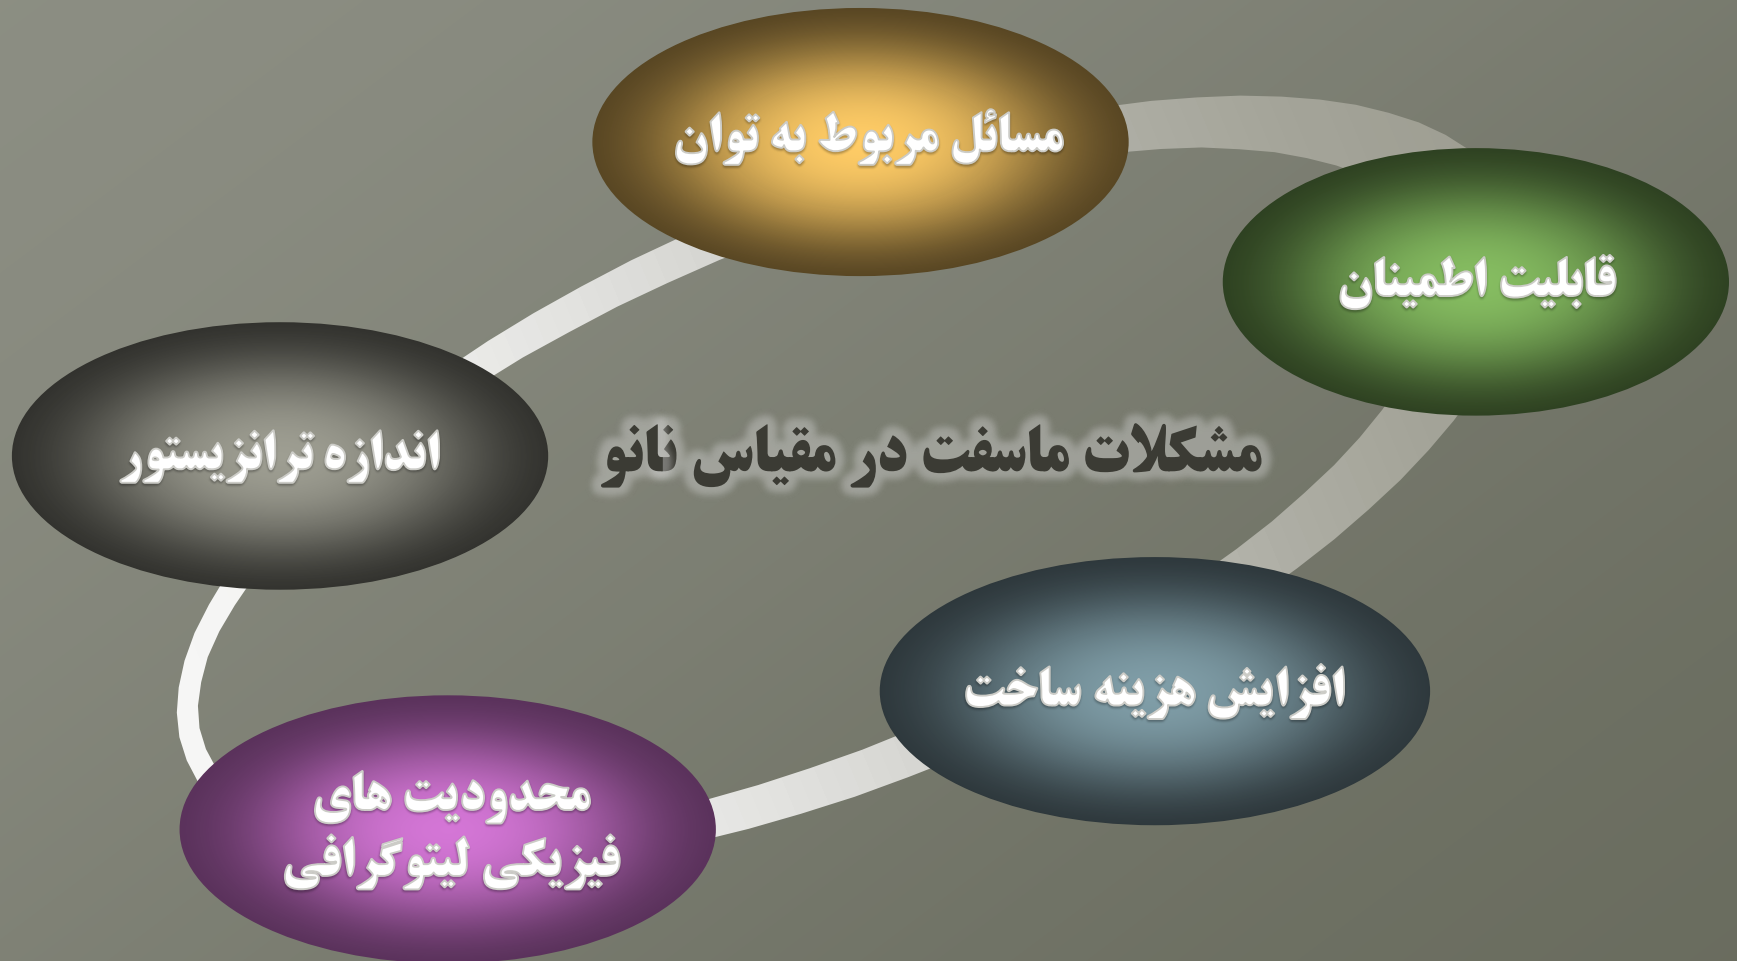 مسائل مربوط به توان
قابلیت اطمینان
اندازه ترانزیستور
مشکلات ماسفت در مقیاس نانو
افزایش هزینه ساخت
محدودیت های
فیزیکی لیتوگرافی